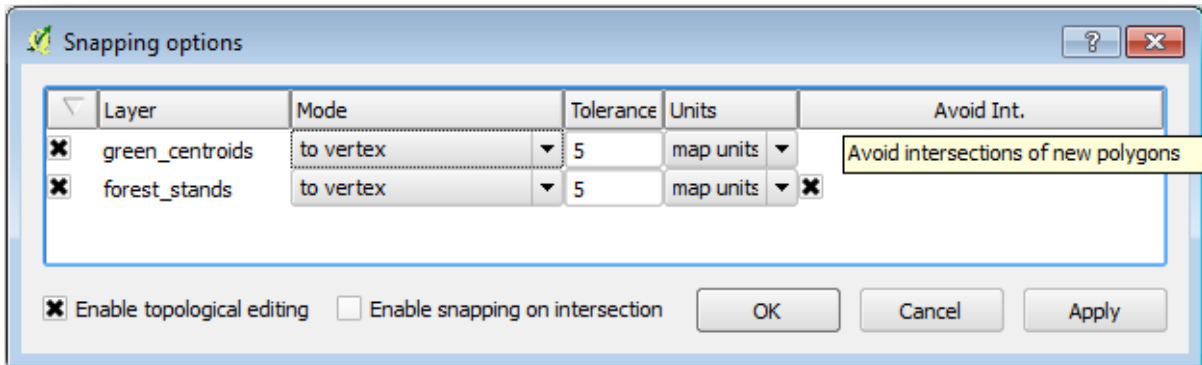 Snapping options
Layer Mode Tolerance Units Avoid Int.
green_centroids to vertex 5 map units Avoid intersections of new polygons
forest_stands to vertex 5 map units
Enable topological editing Enable snapping on intersection OK Cancel Apply